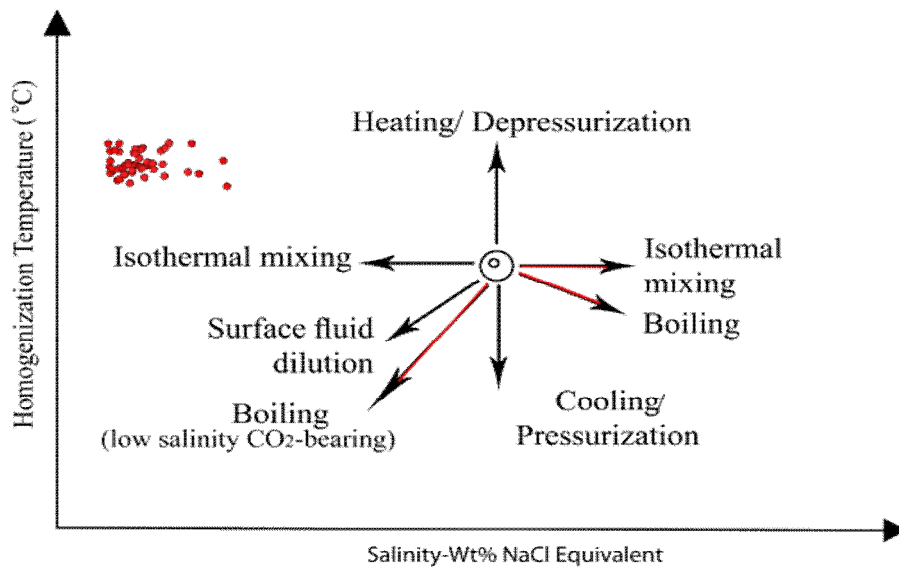 Homogenization Temperature (°C)
Heating/ Depressurization
Isothermal mixing
Isothermal
mixing
Surface fluid
dilution
Boiling
Boiling
(low salinity CO2-bearing)
Cooling/
Pressurization
Salinity-Wt% NaCl Equivalent